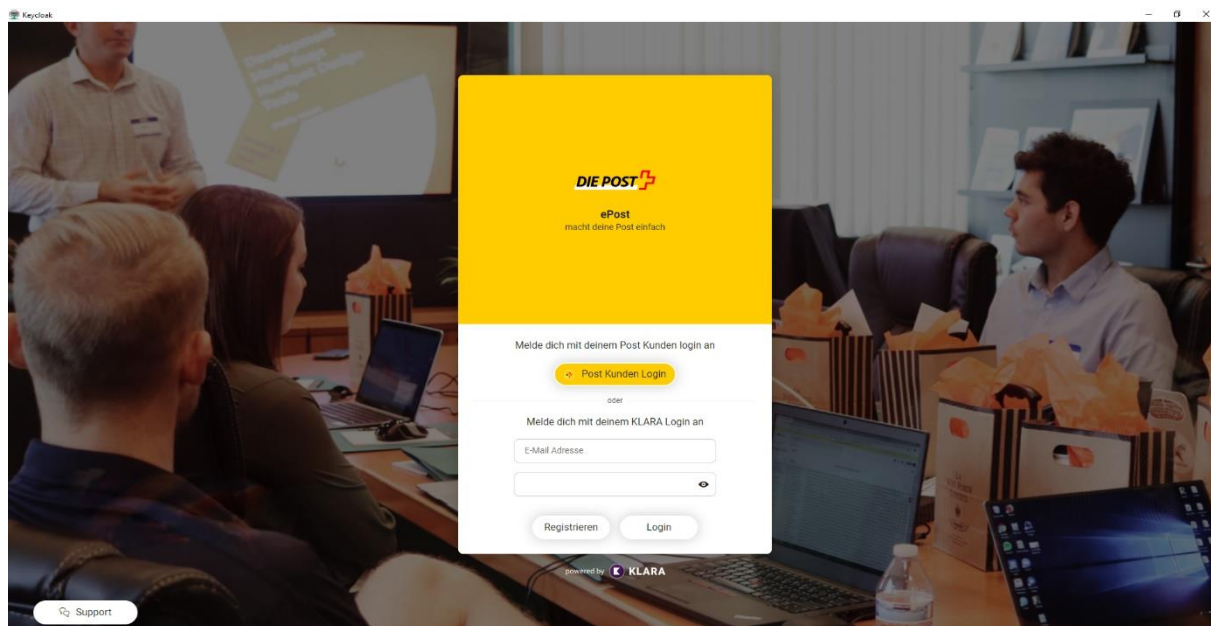 Keycloak
DIE POST
ePost
macht deine Post einfach
Melde dich mit deinem Post Kunden login an
Post Kunden Login
oder
Melde dich mit deinem KLARA Login an
E-Mail Adresse
Registrieren
Login
powered by KLARA
Support